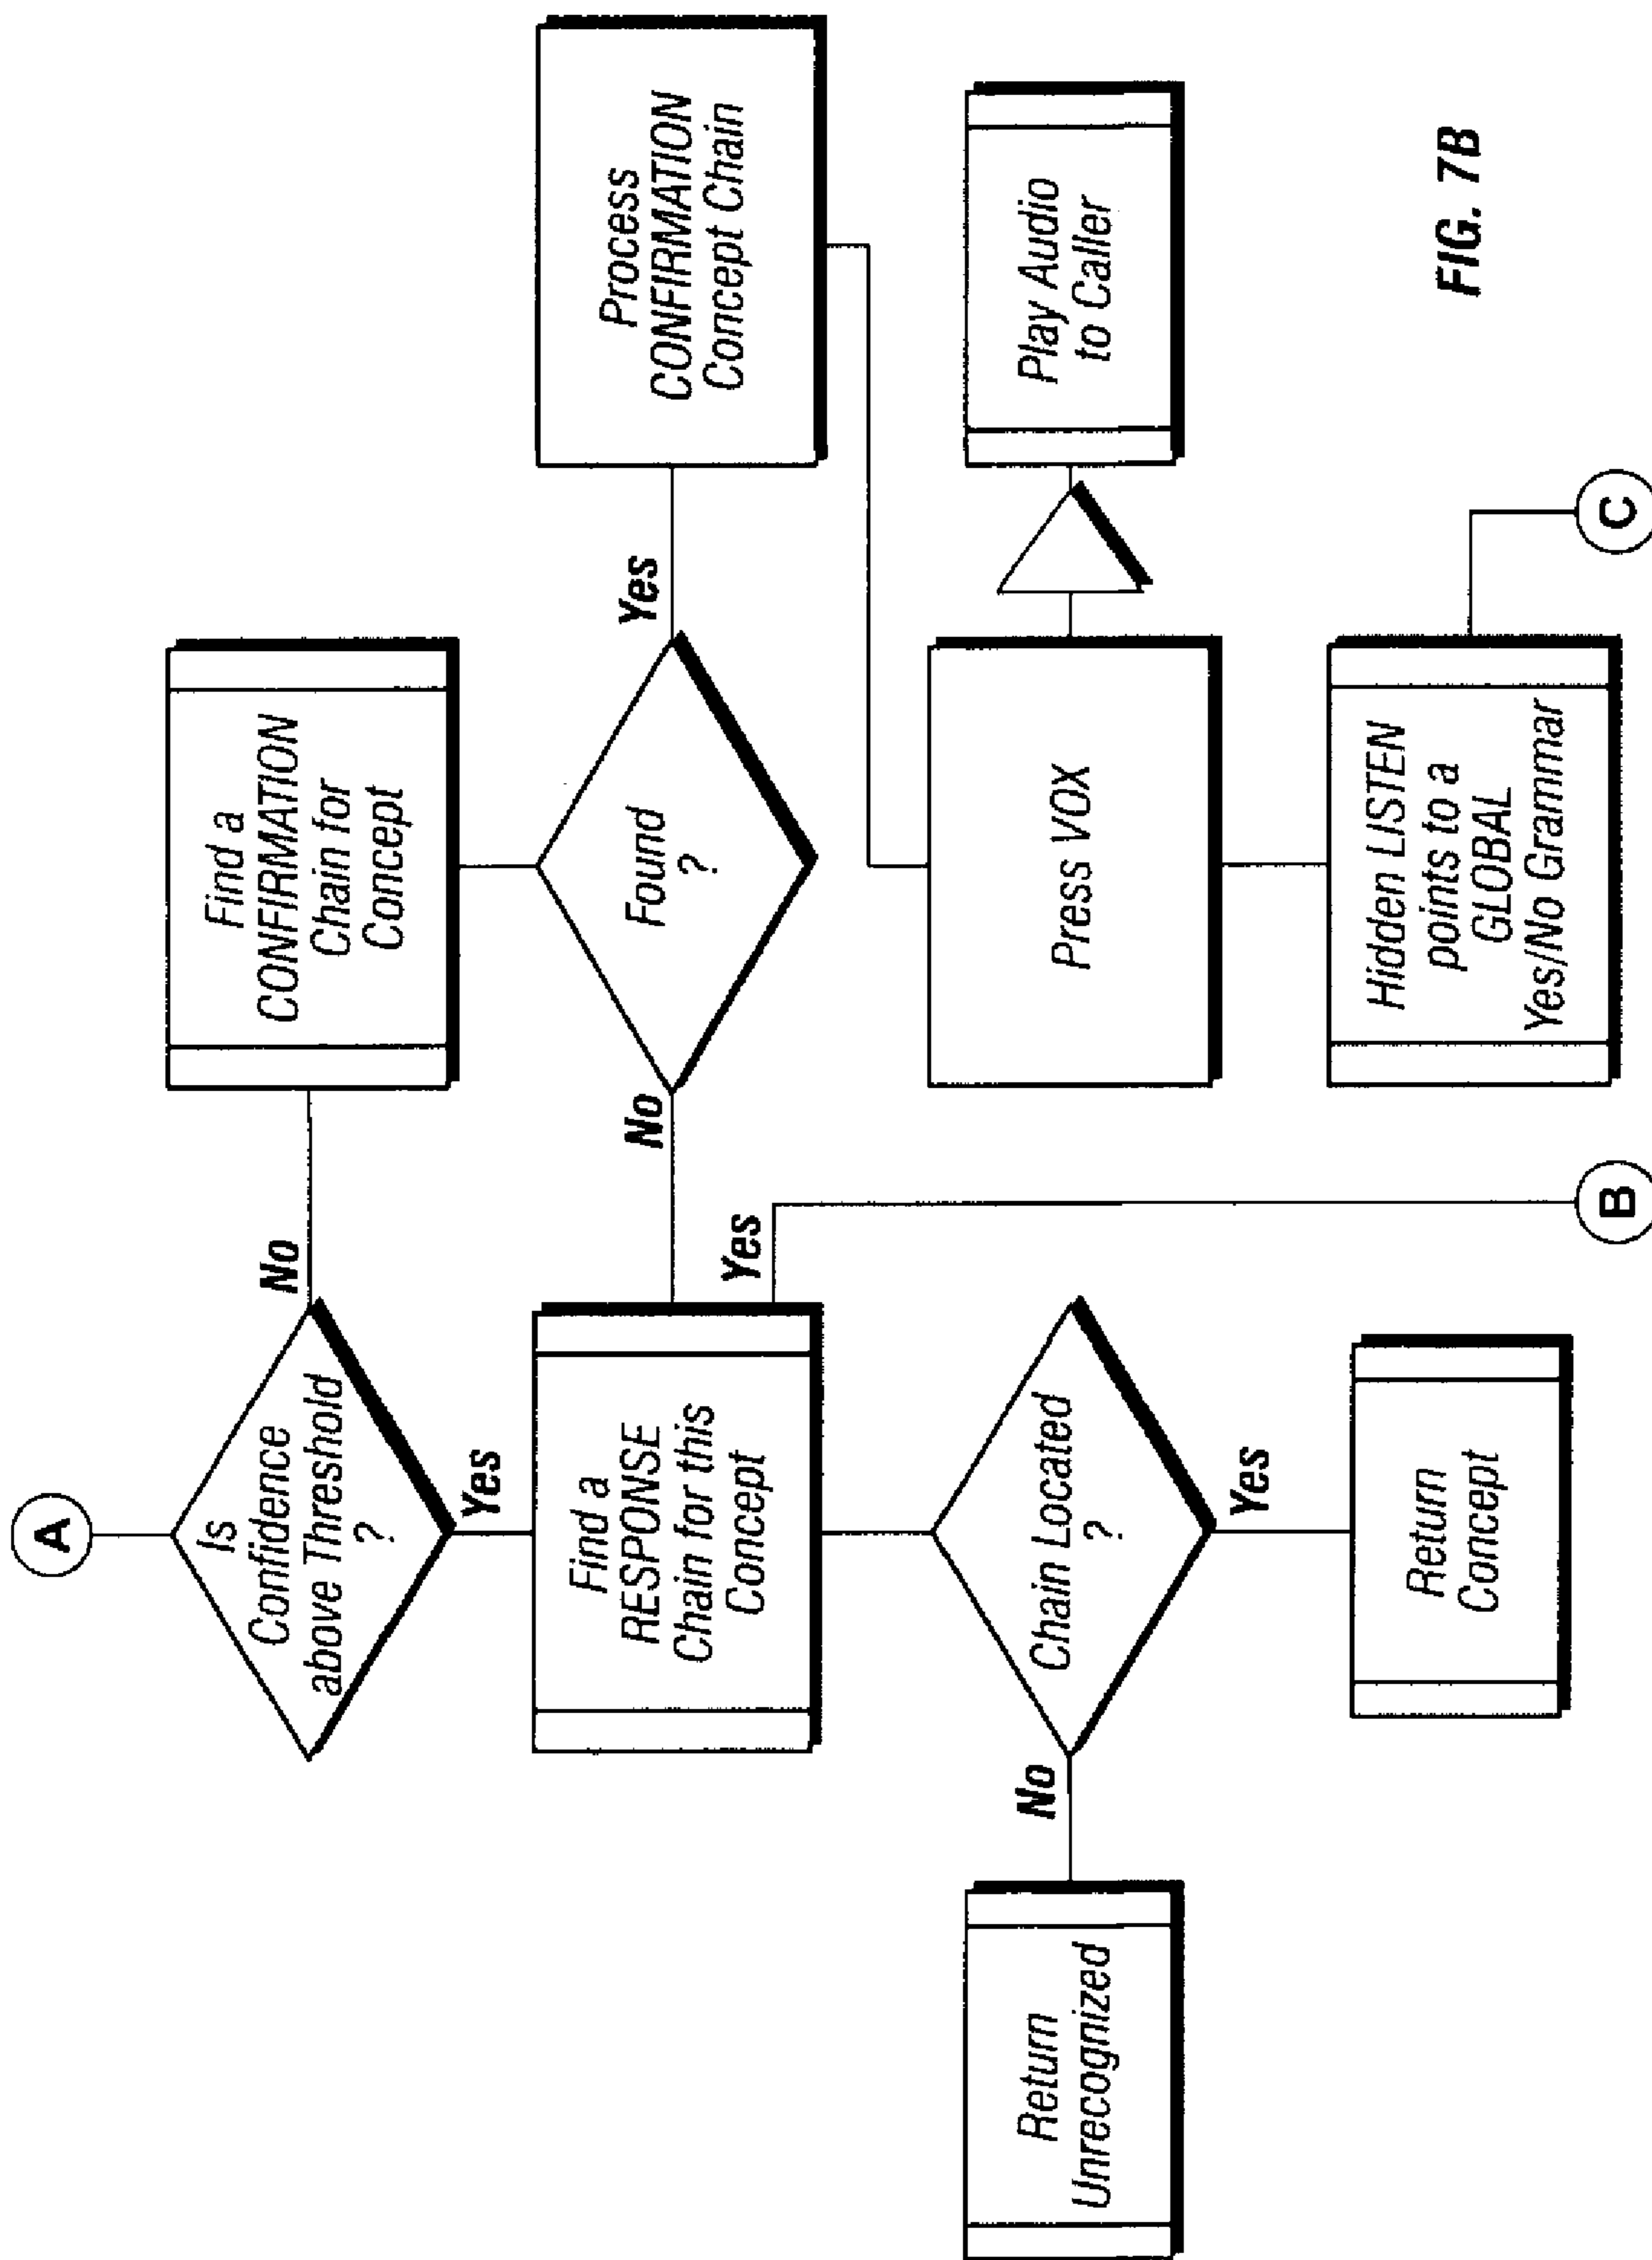 A
Is
Confidence
above Threshold
?
No
Yes
Find a
CONFIRMATION
Chain for
Concept
Find a
RESPONSE
Chain for this
Concept
No
Found
?
Yes
Process
CONFIRMATION
Concept Chain
Yes
Return
Unrecognized
No
Chain Located
?
Yes
Press VOX
Play Audio
to Caller
Return
Concept
Hidden LISTEN
points to a
GLOBAL
Yes/No Grammar
B
C
FIG. 7B